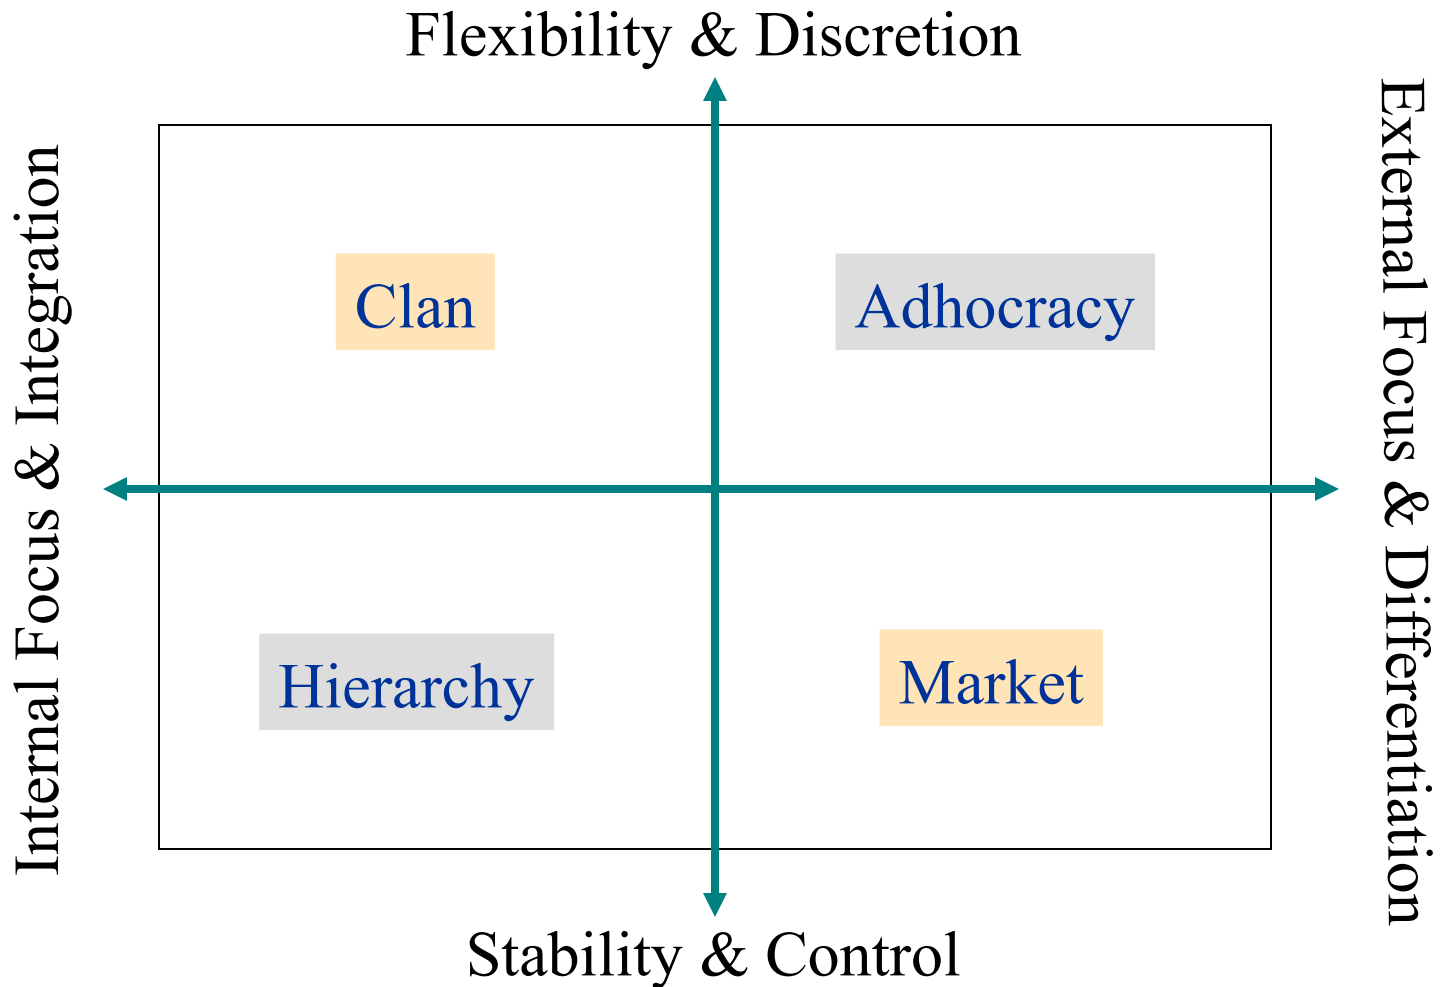 Flexibility & Discretion
Internal Focus & Integration
External Focus & Differentiation
Clan
Adhocracy
Hierarchy
Market
Stability & Control